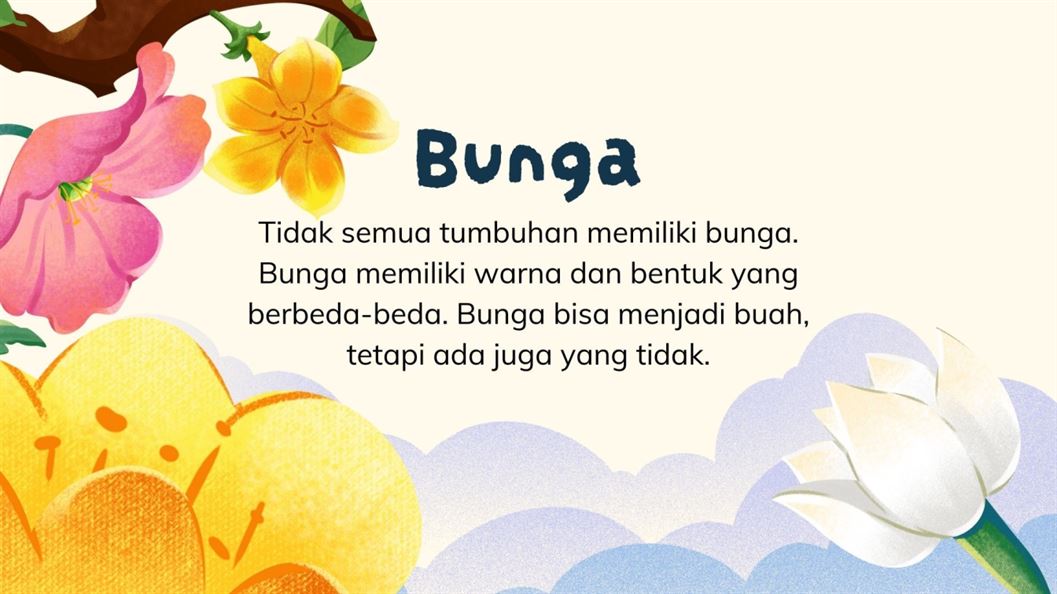 Bunga
Tidak semua tumbuhan memiliki bunga.
Bunga memiliki warna dan bentuk yang
berbeda-beda. Bunga bisa menjadi buah,
tetapi ada juga yang tidak.